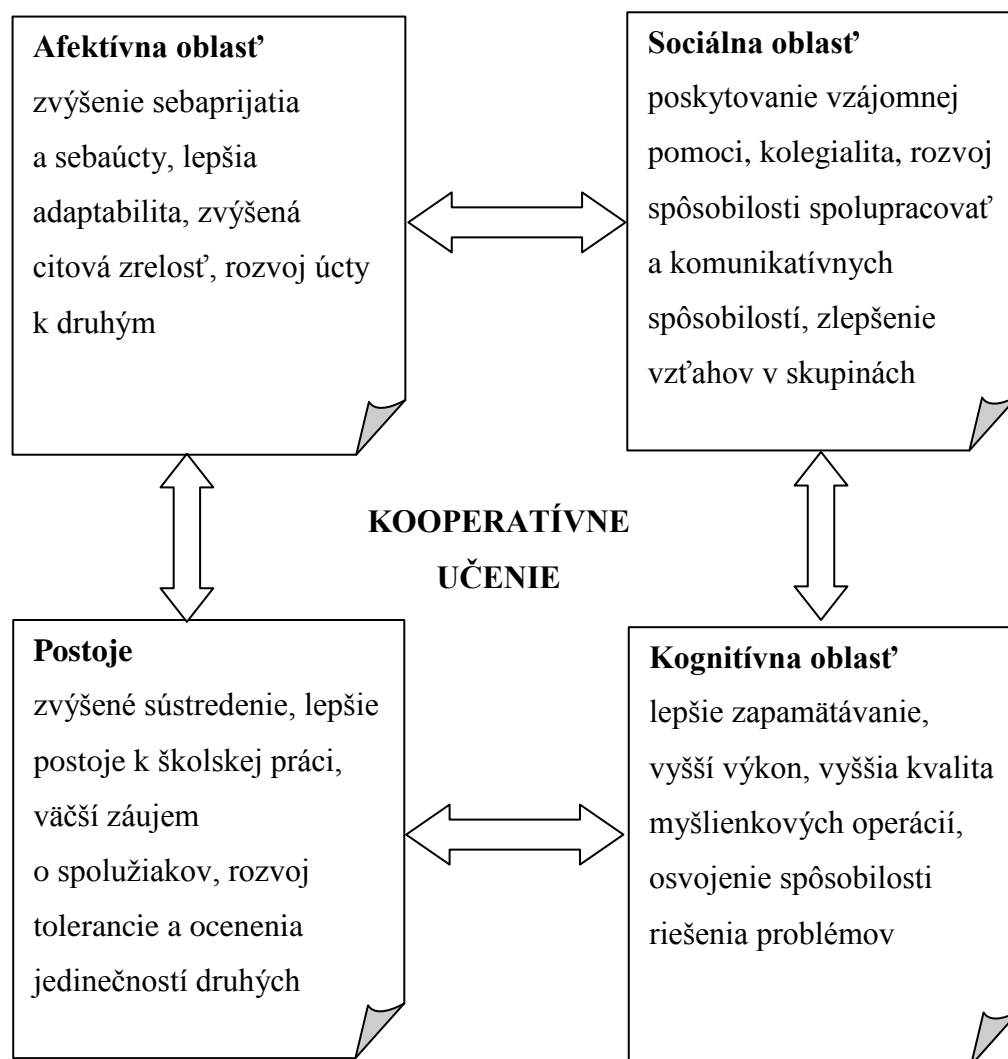 Afektívna oblasť
zvýšenie sebaprijatia
a sebaúcty, lepšia
adaptabilita, zvýšená
citová zrelosť, rozvoj úcty
k druhým
Sociálna oblasť
poskytovanie vzájomnej
pomoci, kolegialita, rozvoj
spôsobilosti spolupracovať
a komunikatívnych
spôsobilostí, zlepšenie
vzťahov v skupinách
KOOPERATÍVNE
UČENIE
Postoje
zvýšené sústredenie, lepšie
postoje k školskej práci,
väčší záujem
o spolužiakov, rozvoj
tolerancie a ocenenia
jedinečností druhých
Kognitívna oblasť
lepšie zapamätávanie,
vyšší výkon, vyššia kvalita
myšlienkových operácií,
osvojenie spôsobilosti
riešenia problémov